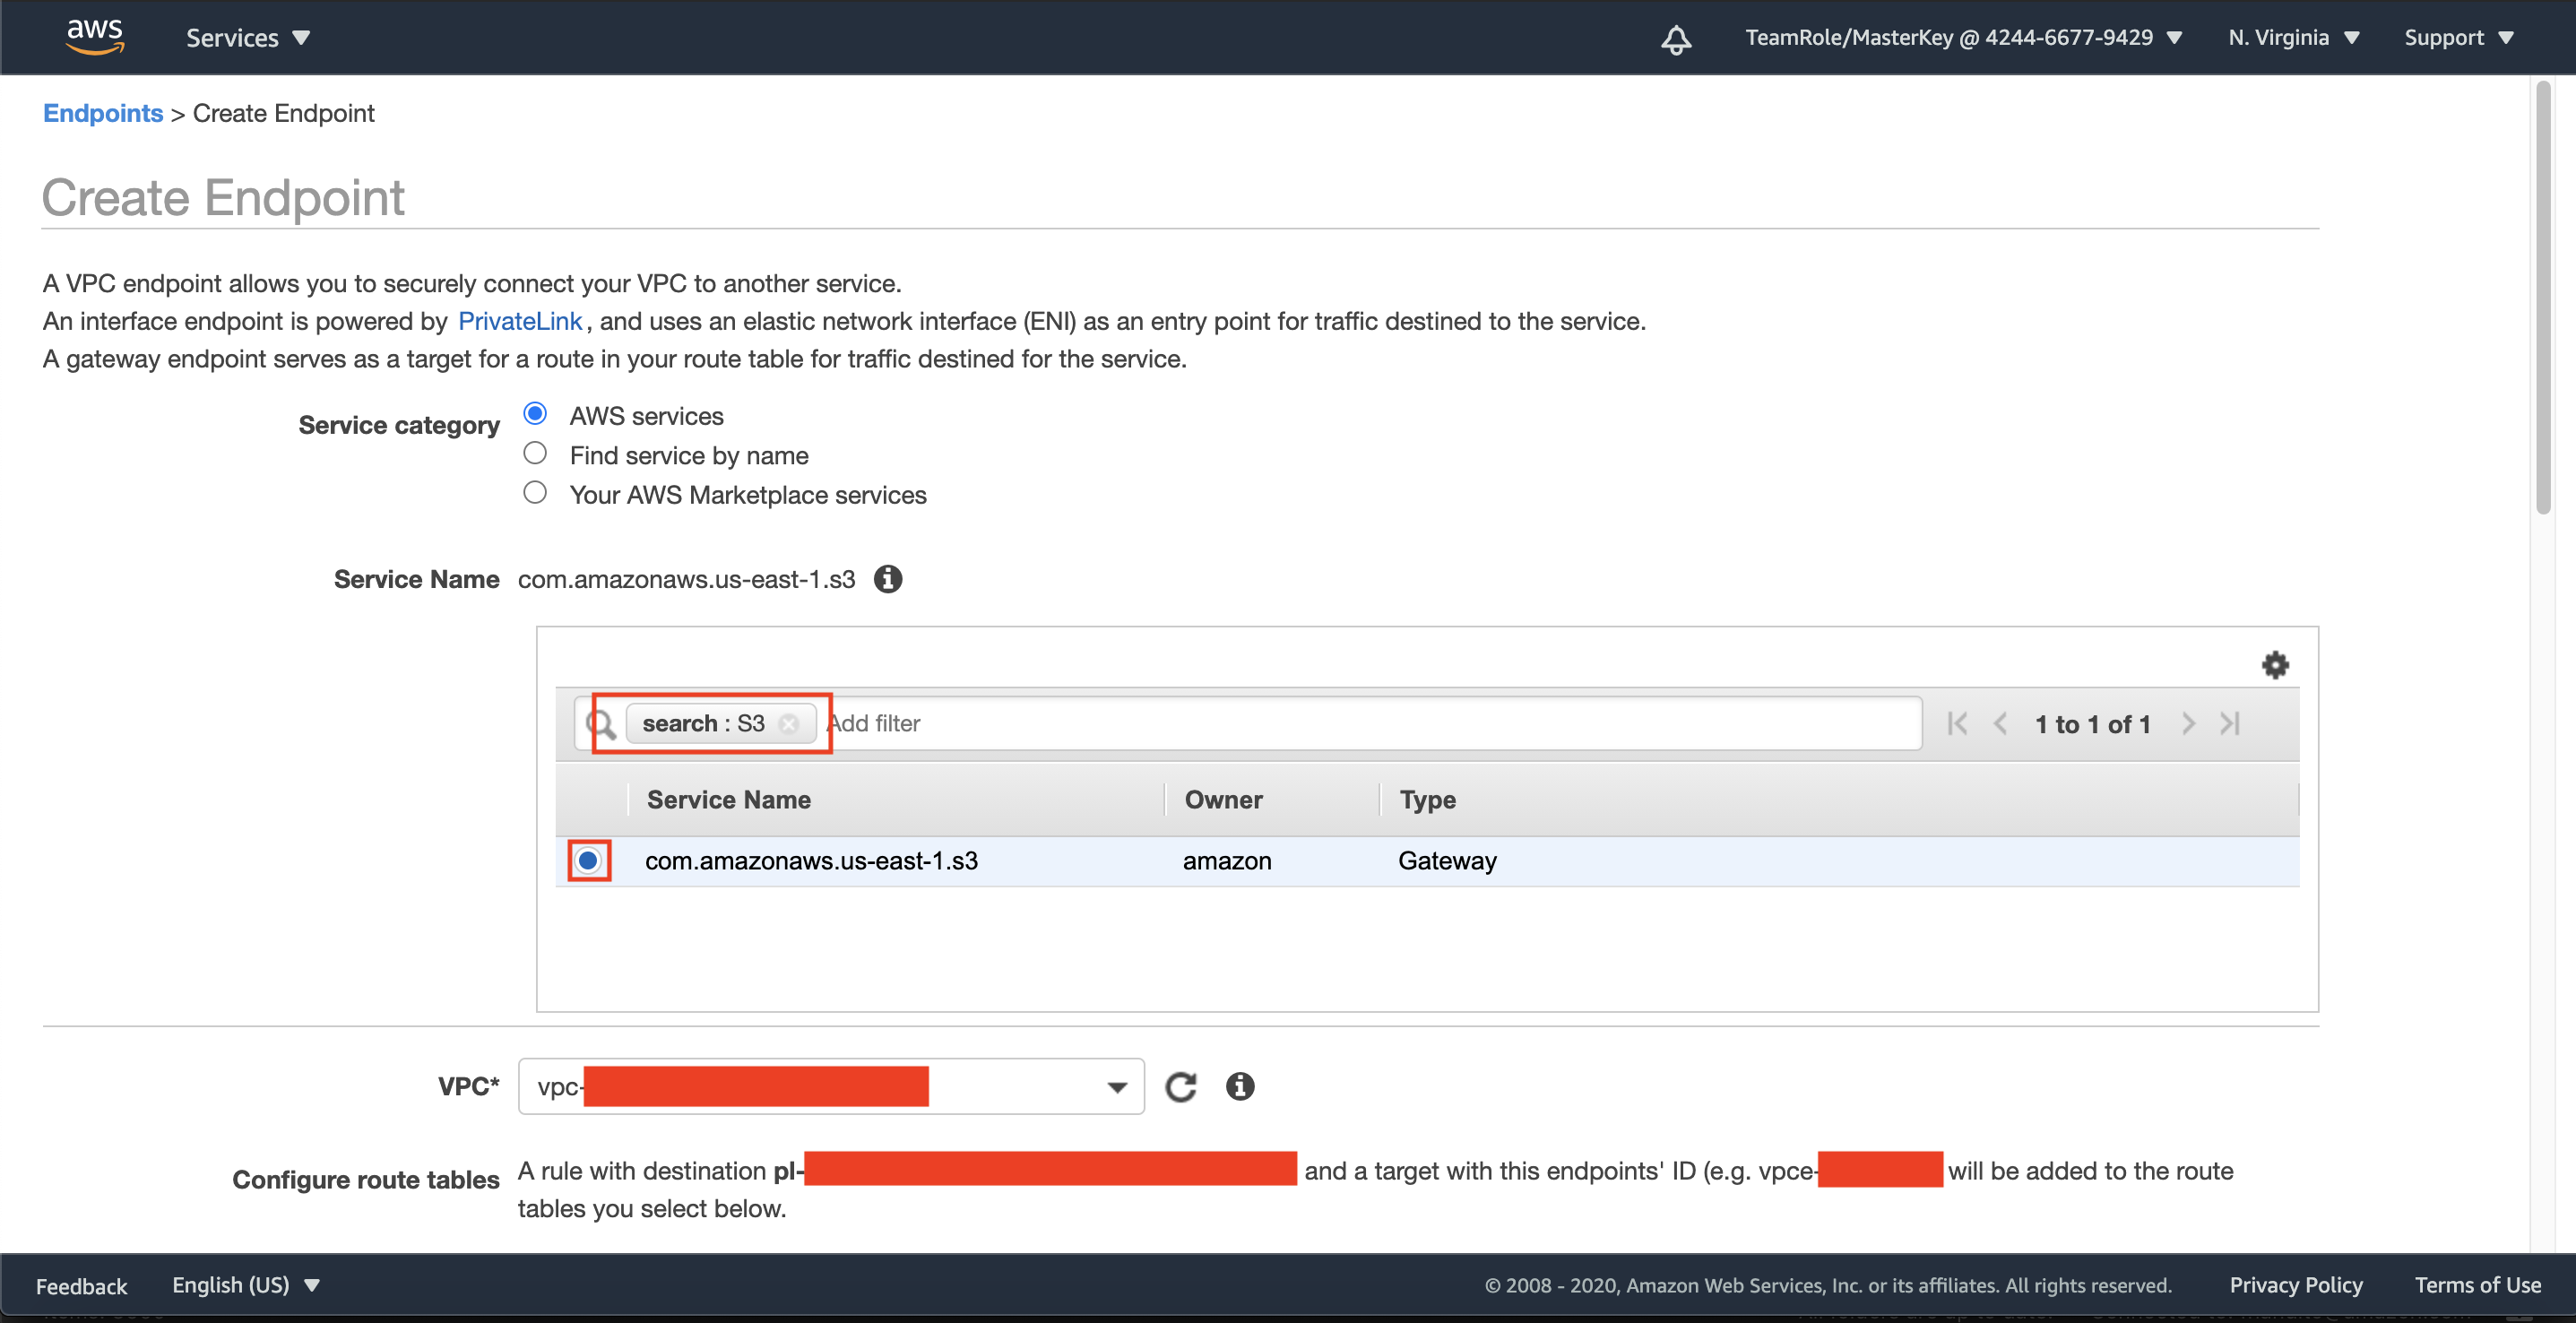 aws Services TeamRole/MasterKey @ 4244-6677-9429 N. Virginia Support
Endpoints > Create Endpoint
Create Endpoint
A VPC endpoint allows you to securely connect your VPC to another service.
An interface endpoint is powered by PrivateLink, and uses an elastic network interface (ENI) as an entry point for traffic destined to the service.
A gateway endpoint serves as a target for a route in your route table for traffic destined for the service.
Service category AWS services
Find service by name
Your AWS Marketplace services
Service Name com.amazonaws.us-east-1.s3
search : S3 Add filter 1 to 1 of 1
Service Name Owner Type
com.amazonaws.us-east-1.s3 amazon Gateway
VPC* vpc-
Configure route tables A rule with destination pl- and a target with this endpoints' ID (e.g. vpce- will be added to the route
tables you select below.
Feedback English (US) © 2008 - 2020, Amazon Web Services, Inc. or its affiliates. All rights reserved. Privacy Policy Terms of Use